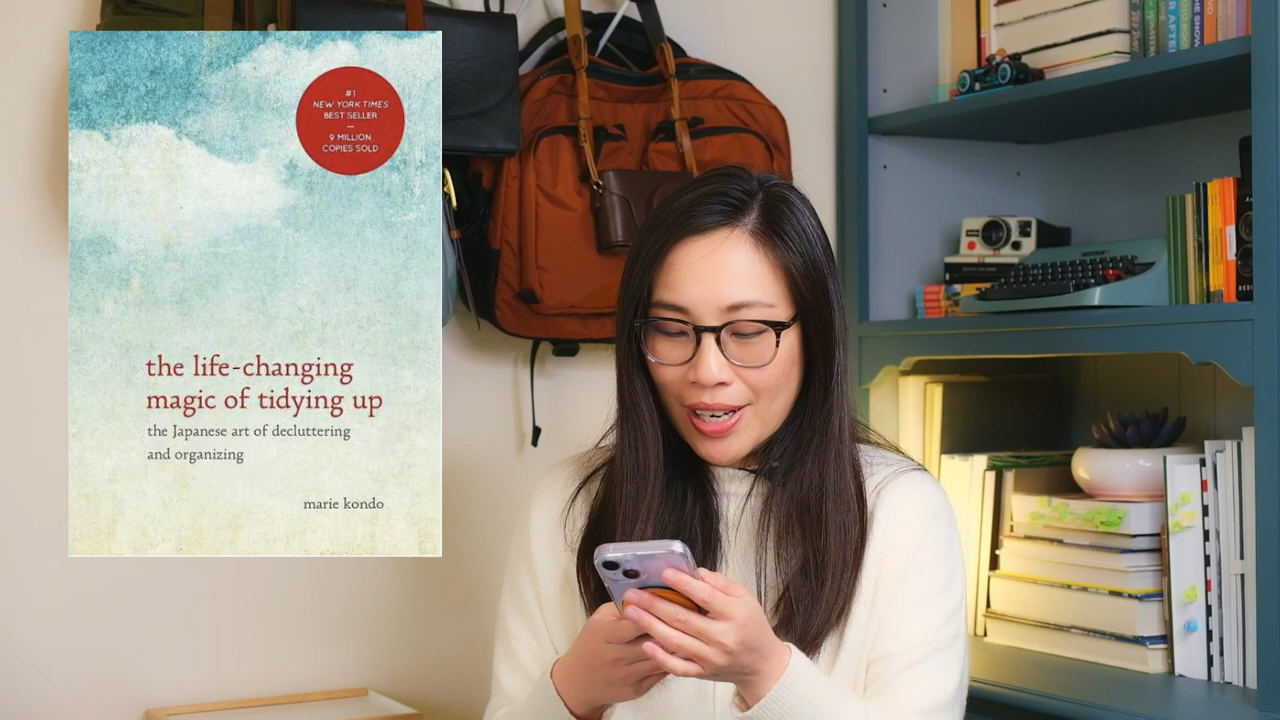 #1
NEW YORK TIMES
BEST SELLER
9 MILLION
COPIES SOLD
the life-changing
magic of tidying up
the Japanese art of decluttering
and organizing
marie kondo